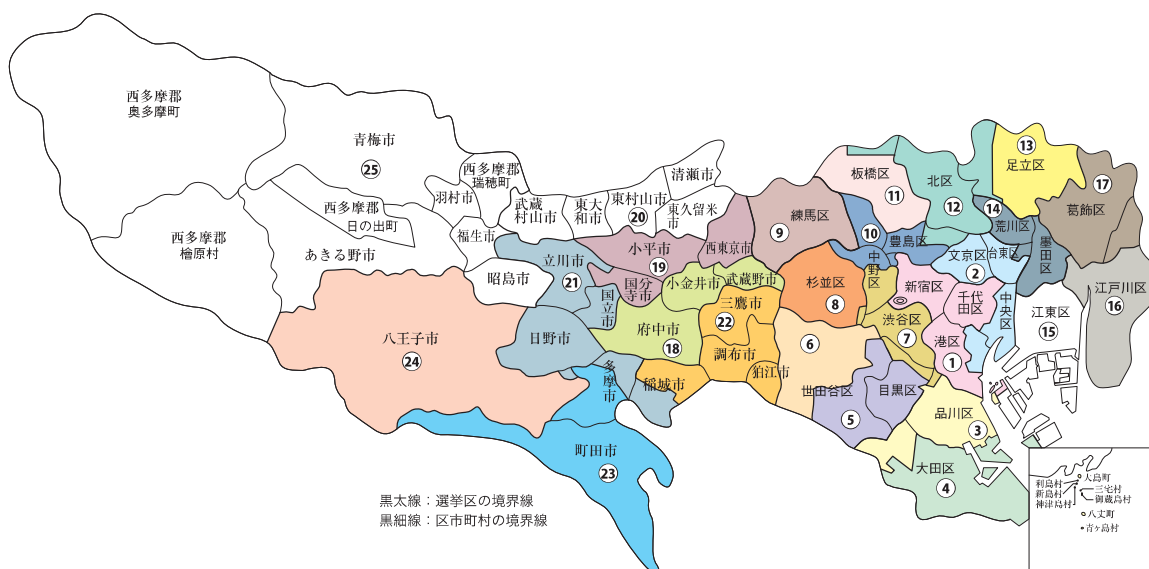 西多摩郡
奥多摩町
青梅市
㉕
西多摩郡
瑞穂町
羽村市
西多摩郡
日の出町
西多摩郡
檜原村
あきる野市
福生市
昭島市
武蔵
村山市
東大
和市
東村山市
⑳
清瀬市
東久留米
市
立川市
㉑
小平市
⑲
西東京市
国分
寺市
国立市
小金井市
武蔵野市
三鷹市
㉒
府中市
⑱
調布市
狛江市
稲城市
多摩市
日野市
八王子市
㉔
町田市
㉓
練馬区
⑨
板橋区
⑪
北区
⑫
足立区
⑬
⑭
荒川区
葛飾区
⑰
⑩
豊島区
中野区
杉並区
⑧
新宿区
文京区
②
台東区
墨田区
千代
田区
中央区
江東区
⑮
江戸川区
⑯
渋谷区
⑦
港区
①
⑥
世田谷区
⑤
目黒区
品川区
③
大田区
④
黒太線：選挙区の境界線
黒細線：区市町村の境界線
大島町
利島村
新島村
神津島村
三宅村
御蔵島村
八丈町
青ヶ島村